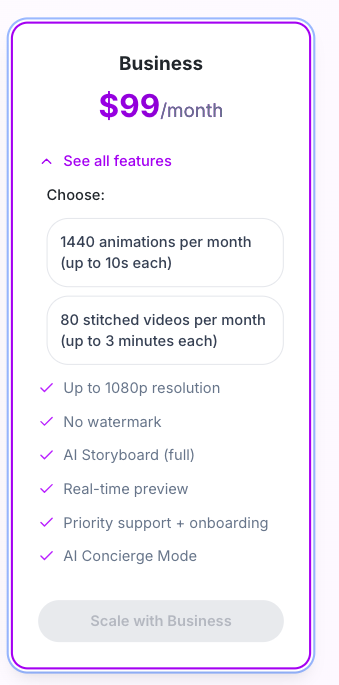 Business
$99/month
See all features
Choose:
1440 animations per month
(up to 10s each)
80 stitched videos per month
(up to 3 minutes each)
Up to 1080p resolution
No watermark
AI Storyboard (full)
Real-time preview
Priority support + onboarding
AI Concierge Mode
Scale with Business